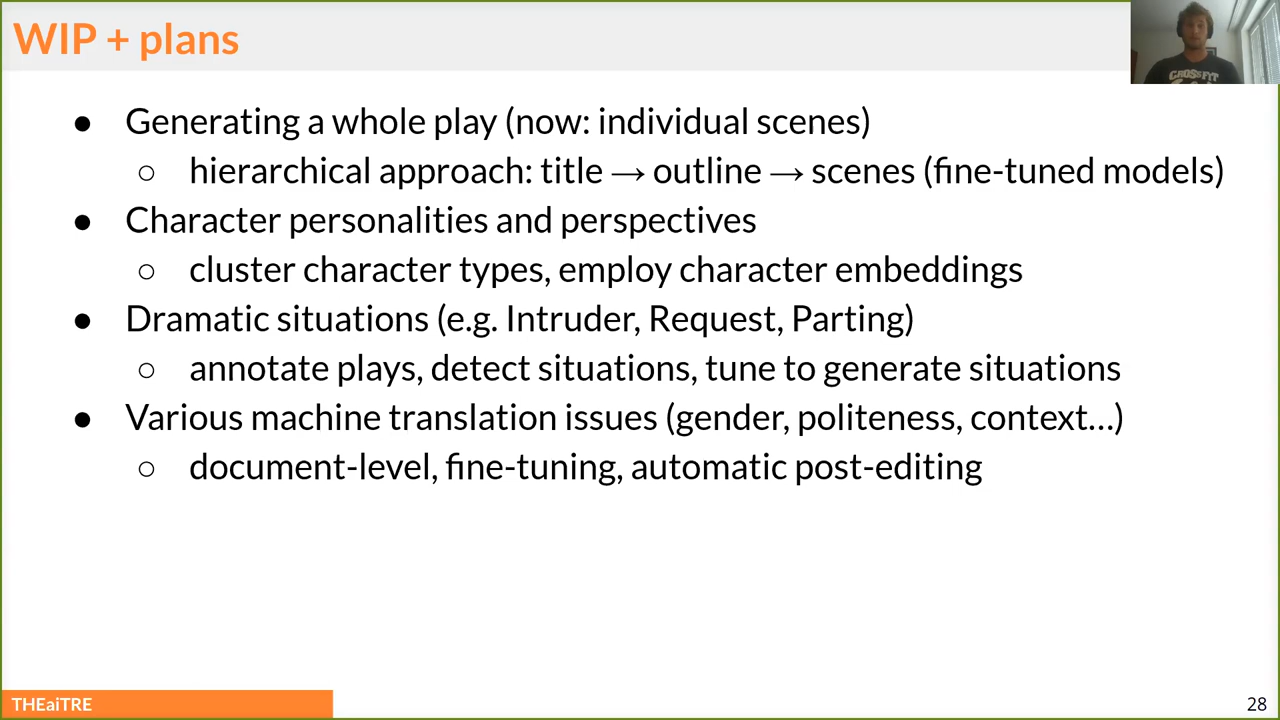 WIP + plans
CROSSFIT
● Generating a whole play (now: individual scenes)
○ hierarchical approach: title → outline → scenes (fine-tuned models)
● Character personalities and perspectives
○ cluster character types, employ character embeddings
● Dramatic situations (e.g. Intruder, Request, Parting)
○ annotate plays, detect situations, tune to generate situations
● Various machine translation issues (gender, politeness, context...)
○ document-level, fine-tuning, automatic post-editing
THEaiTRE
28